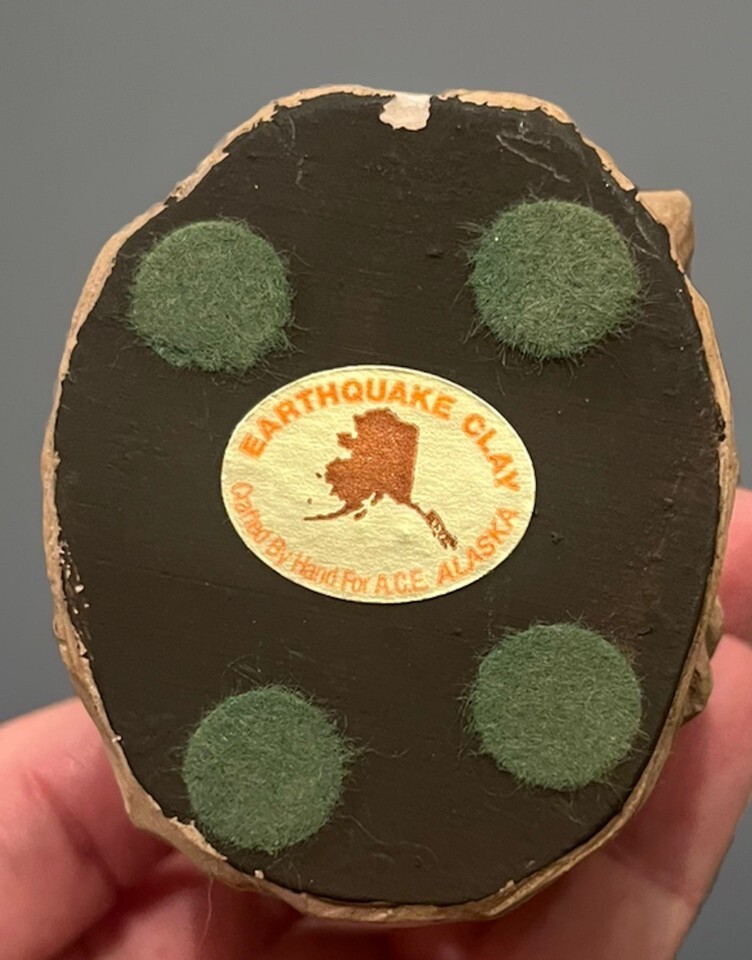 EARTHQUAKE CLAY
Crafted By Hand For A.C.E. ALASKA